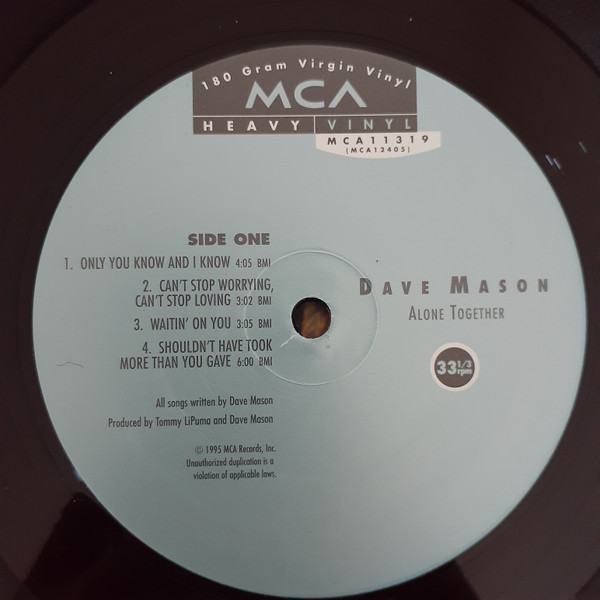 180 Gram Virgin Vinyl
MCA
HEAVY VINYL
MCA11319
(MCA12405)
SIDE ONE
1. ONLY YOU KNOW AND I KNOW 4:05 BMI
2. CAN'T STOP WORRYING,
CAN'T STOP LOVING 3:02 BMI
3. WAITIN' ON YOU 3:05 BMI
4. SHOULDN'T HAVE TOOK
MORE THAN YOU GAVE 6:00 BMI
All songs written by Dave Mason
Produced by Tommy LiPuma and Dave Mason
© 1995 MCA Records, Inc.
Unauthorized duplication is a
violation of applicable laws.
DAVE MASON
ALONE TOGETHER
33 1/3 rpm